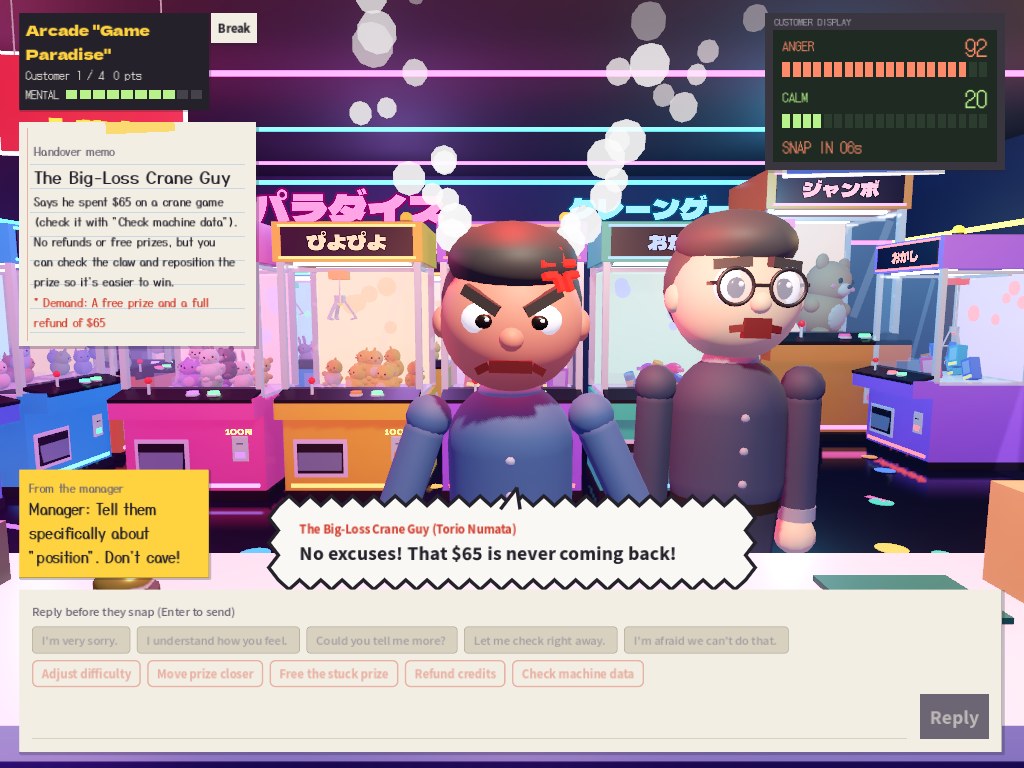 Arcade "Game
Paradise"
Customer 1 / 4 0 pts
MENTAL
Break
CUSTOMER DISPLAY
ANGER
92
CALM
20
SNAP IN 06s
Handover memo
The Big-Loss Crane Guy
Says he spent $65 on a crane game
(check it with "Check machine data").
No refunds or free prizes, but you
can check the claw and reposition the
prize so it's easier to win.
* Demand: A free prize and a full
refund of $65
パラダイス
クレーンゲー
ジャンボ
ぴよぴよ
おか
おかし
100円
From the manager
Manager: Tell them
specifically about
"position". Don't cave!
The Big-Loss Crane Guy (Torio Numata)
No excuses! That $65 is never coming back!
Reply before they snap (Enter to send)
I'm very sorry.
I understand how you feel.
Could you tell me more?
Let me check right away.
I'm afraid we can't do that.
Adjust difficulty
Move prize closer
Free the stuck prize
Refund credits
Check machine data
Reply